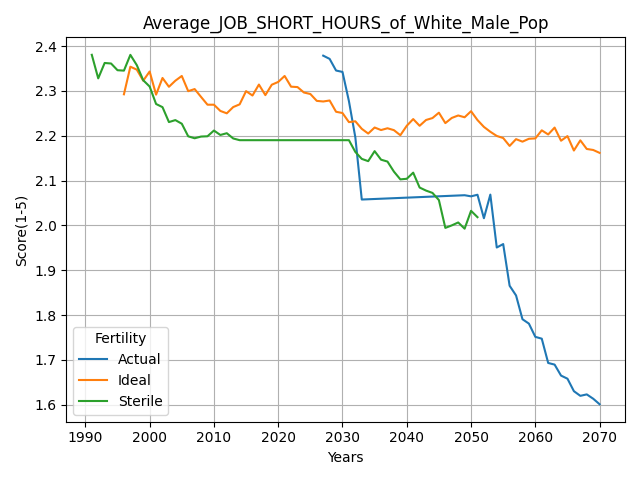 Average_JOB_SHORT_HOURS_of_White_Male_Pop
2.4
2.3
2.2
2.1
2.0
1.9
1.8
1.7
1.6
Score(1-5)
Fertility
Actual
Ideal
Sterile
1990 2000 2010 2020 2030 2040 2050 2060 2070
Years